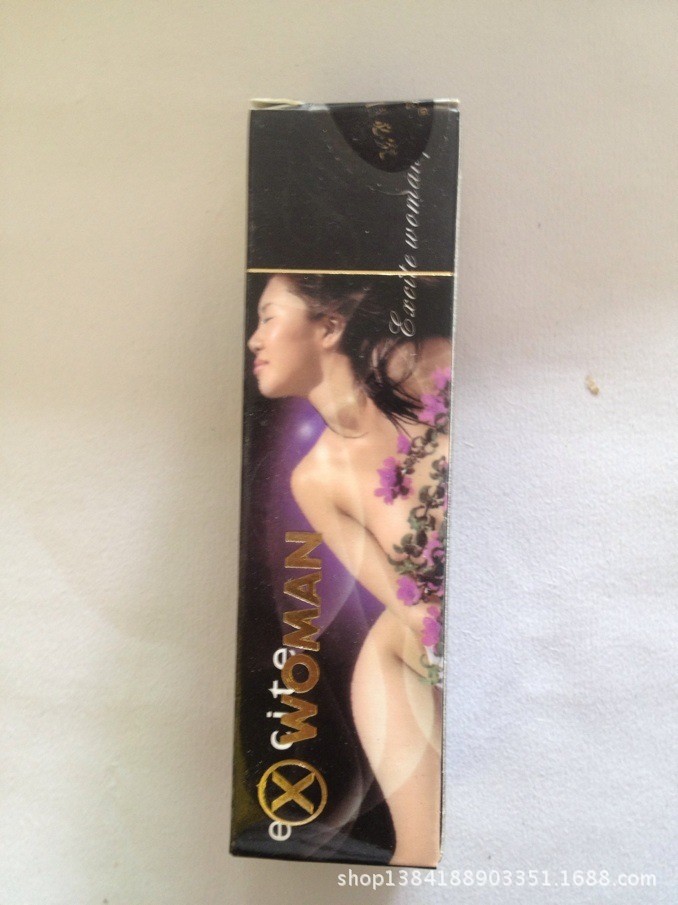 Excite woman
eXcite
WOMAN
shop1384188903351.1688.com